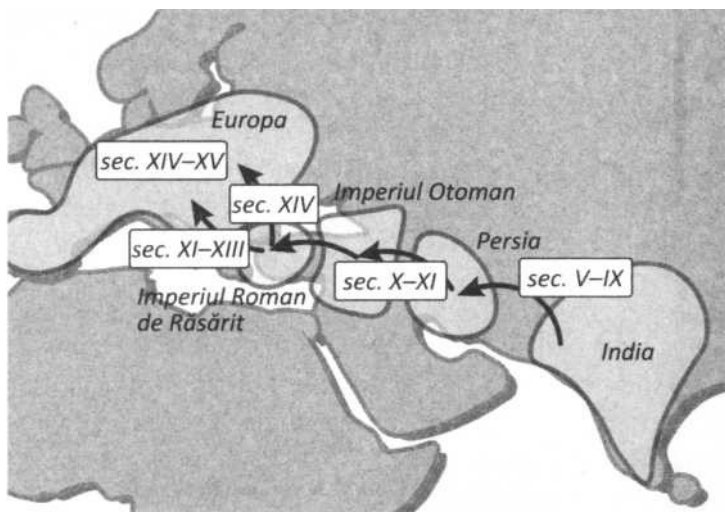 Europa
sec. XIV–XV
sec. XIV
Imperiul Otoman
sec. XI–XIII
Persia
sec. X–XI
sec. V–IX
Imperiul Roman
de Răsărit
India